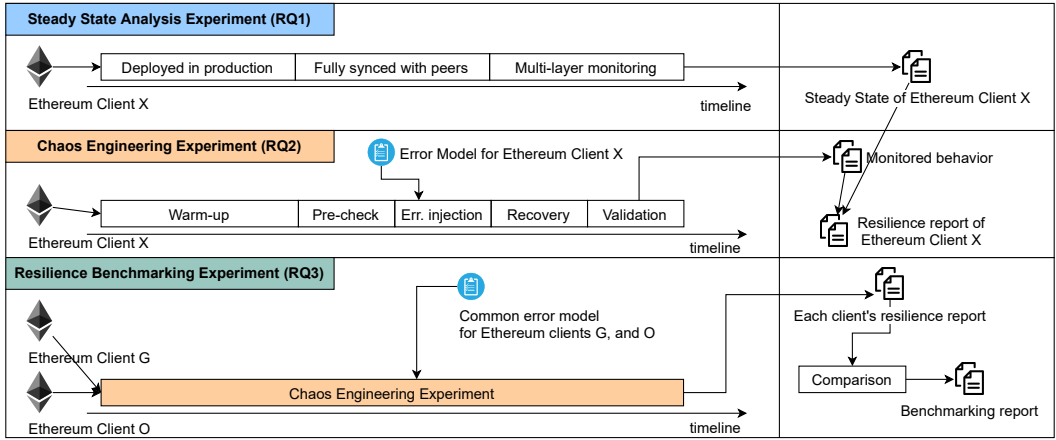 Steady State Analysis Experiment (RQ1)
Deployed in production
Fully synced with peers
Multi-layer monitoring
Ethereum Client X
timeline
Steady State of Ethereum Client X
Chaos Engineering Experiment (RQ2)
Error Model for Ethereum Client X
Monitored behavior
Warm-up
Pre-check
Err. injection
Recovery
Validation
Ethereum Client X
timeline
Resilience report of
Ethereum Client X
Resilience Benchmarking Experiment (RQ3)
Common error model
for Ethereum clients G, and O
Each client's resilience report
Ethereum Client G
Chaos Engineering Experiment
Comparison
Ethereum Client O
timeline
Benchmarking report